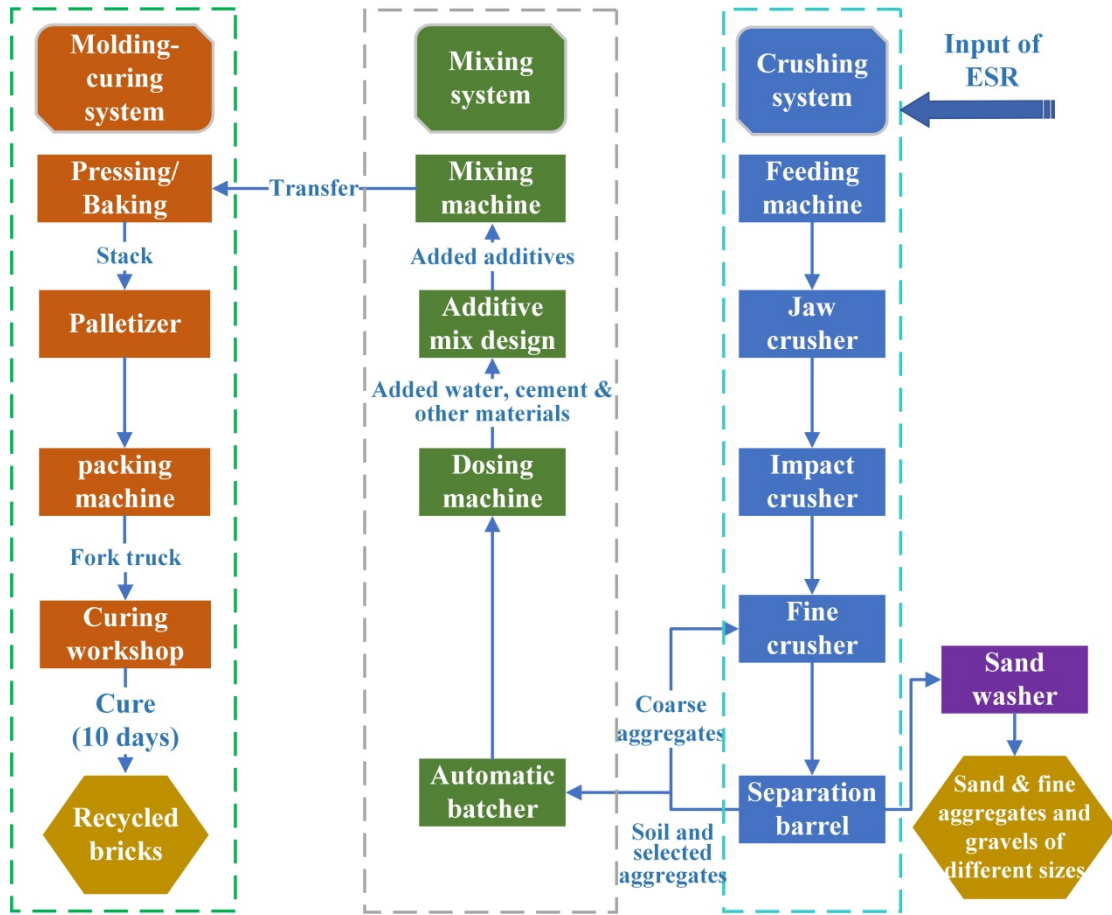 Molding-
curing
system
Mixing
system
Crushing
system
Input of
ESR
Pressing/
Baking
Transfer
Mixing
machine
Feeding
machine
Stack
Added additives
Palletizer
Additive
mix design
Jaw
crusher
Added water, cement &
other materials
packing
machine
Dosing
machine
Impact
crusher
Fork truck
Curing
workshop
Fine
crusher
Sand
washer
Cure
(10 days)
Coarse
aggregates
Recycled
bricks
Automatic
batcher
Soil and
selected
aggregates
Separation
barrel
Sand & fine
aggregates and
gravels of
different sizes